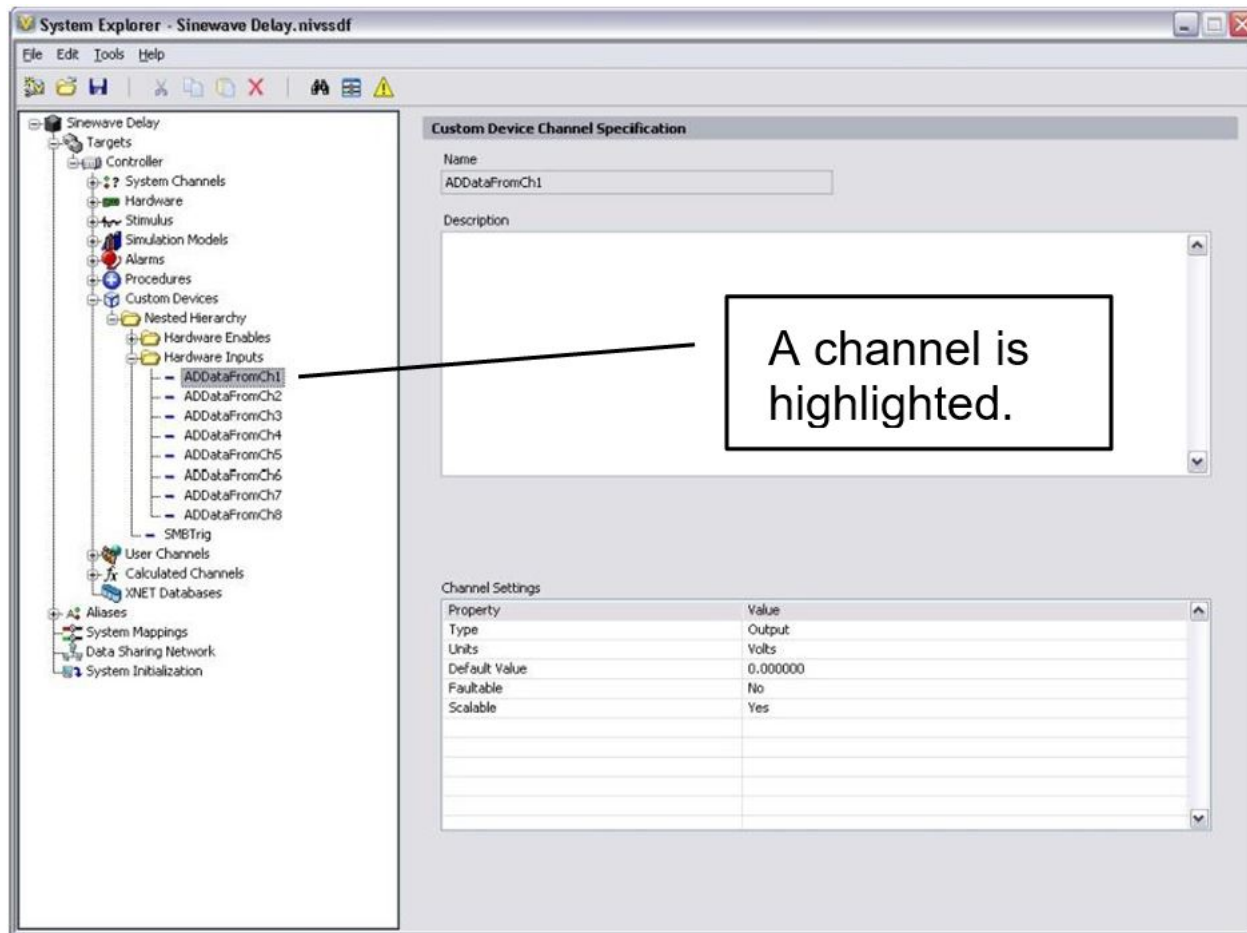 System Explorer - Sinewave Delay.nivssdf
File Edit Tools Help
Sinewave Delay
Targets
Controller
System Channels
Hardware
Stimulus
Simulation Models
Alarms
Procedures
Custom Devices
Nested Hierarchy
Hardware Enables
Hardware Inputs
ADDataFromCh1
ADDataFromCh2
ADDataFromCh3
ADDataFromCh4
ADDataFromCh5
ADDataFromCh6
ADDataFromCh7
ADDataFromCh8
SMBTrig
User Channels
fx Calculated Channels
XNET Databases
Aliases
System Mappings
Data Sharing Network
System Initialization
Custom Device Channel Specification
Name
ADDataFromCh1
Description
A channel is
highlighted.
Channel Settings
Property Value
Type Output
Units Volts
Default Value 0.000000
Faultable No
Scalable Yes